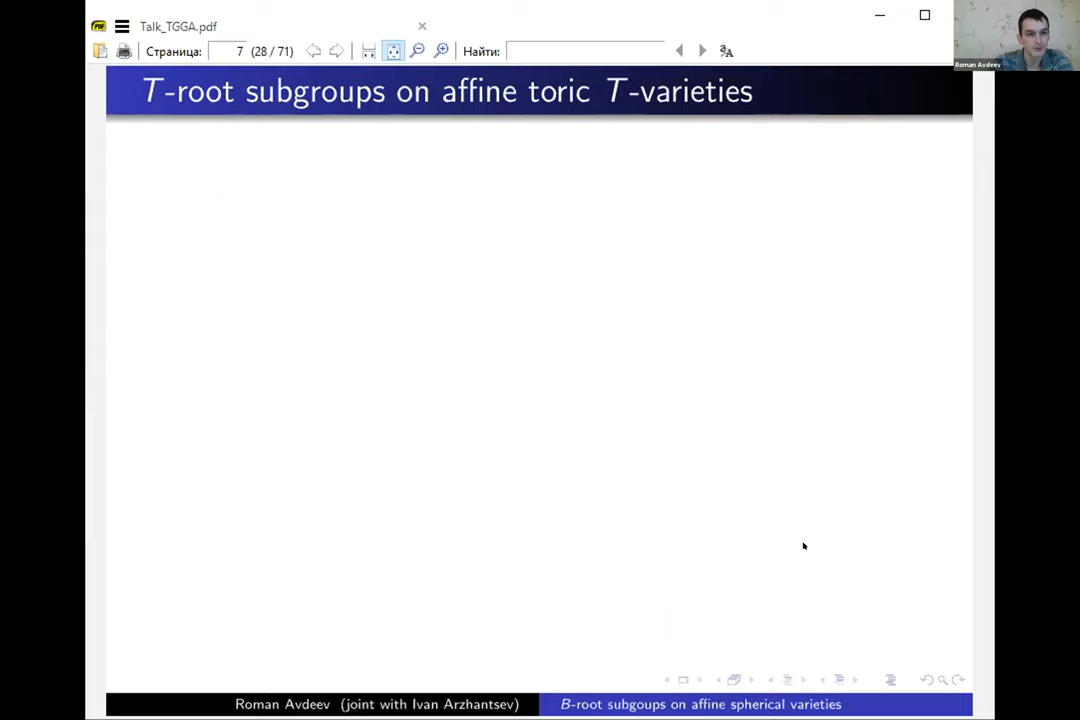 Talk_TGGA.pdf
Страница: 7 (28 / 71) Найти:
Roman Avdeev
T-root subgroups on affine toric T-varieties
Roman Avdeev (joint with Ivan Arzhantsev)
B-root subgoups on affine spherical varieties